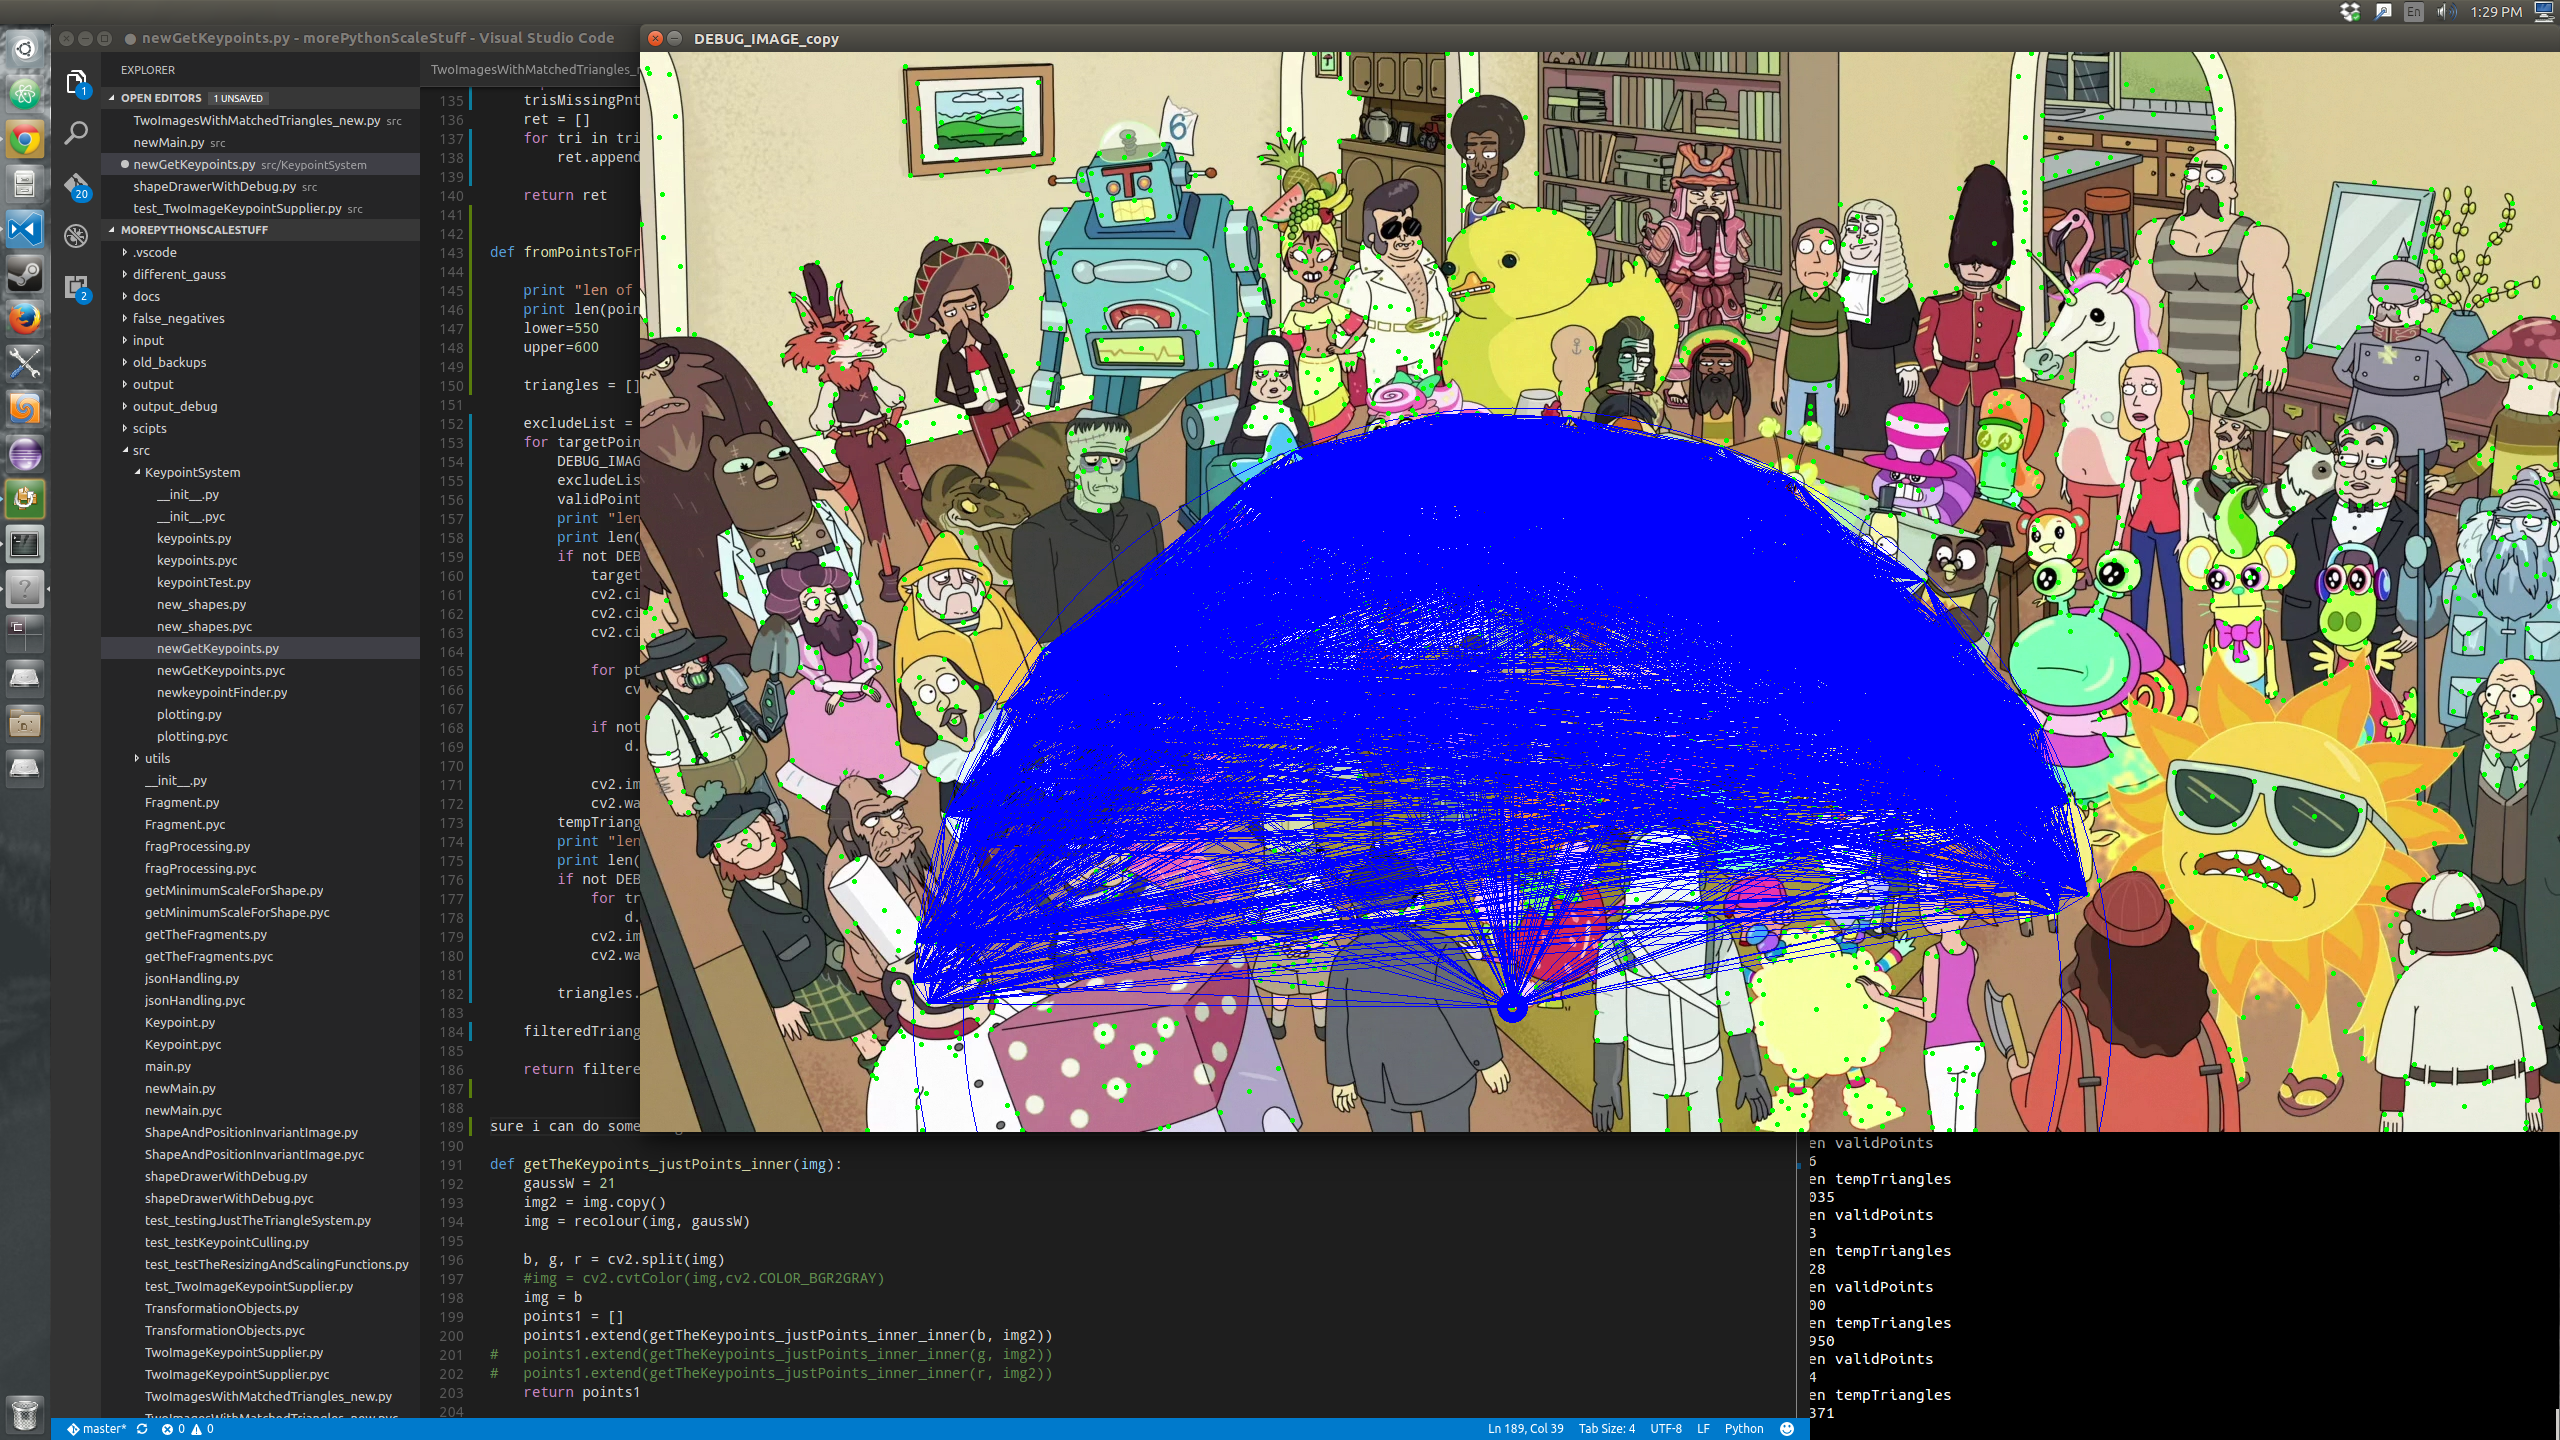 En
1:29 PM
newGetKeypoints.py - morePythonScaleStuff - Visual Studio Code
DEBUG_IMAGE_copy
EXPLORER
OPEN EDITORS 1 UNSAVED
TwoImagesWithMatchedTriangles_new.py src
newMain.py src
newGetKeypoints.py src/KeypointSystem
shapeDrawerWithDebug.py src
test_TwoImageKeypointSupplier.py src
MOREPYTHONSCALESTUFF
.vscode
different_gauss
docs
false_negatives
input
old_backups
output
output_debug
scipts
src
KeypointSystem
__init__.py
__init__.pyc
keypoints.py
keypoints.pyc
keypointTest.py
new_shapes.py
new_shapes.pyc
newGetKeypoints.py
newGetKeypoints.pyc
newkeypointFinder.py
plotting.py
plotting.pyc
utils
__init__.py
Fragment.py
Fragment.pyc
fragProcessing.py
fragProcessing.pyc
getMinimumScaleForShape.py
getMinimumScaleForShape.pyc
getTheFragments.py
getTheFragments.pyc
jsonHandling.py
jsonHandling.pyc
Keypoint.py
Keypoint.pyc
main.py
newMain.py
newMain.pyc
ShapeAndPositionInvariantImage.py
ShapeAndPositionInvariantImage.pyc
shapeDrawerWithDebug.py
shapeDrawerWithDebug.pyc
test_testingJustTheTriangleSystem.py
test_testKeypointCulling.py
test_testTheResizingAndScalingFunctions.py
test_TwoImageKeypointSupplier.py
TransformationObjects.py
TransformationObjects.pyc
TwoImageKeypointSupplier.py
TwoImageKeypointSupplier.pyc
TwoImagesWithMatchedTriangles_new.py
1
20
2
TwoImagesWithMatchedTriangles_n
135 trisMissingPnt
136 ret = []
137 for tri in tri
138 ret.append
139
140 return ret
141
142
143 def fromPointsToFr
144
145 print "len of
146 print len(poin
147 lower=550
148 upper=600
149
150 triangles = []
151
152 excludeList =
153 for targetPoin
154 DEBUG_IMAG
155 excludeLis
156 validPoint
157 print "len
158 print len(
159 if not DEB
160 target
161 cv2.ci
162 cv2.ci
163 cv2.ci
164
165 for pt
166 cv
167
168 if not
169 d.
170
171 cv2.im
172 cv2.wa
173 tempTriang
174 print "len
175 print len(
176 if not DEB
177 for tr
178 d.
179 cv2.im
180 cv2.wa
181
182 triangles.
183
184 filteredTriang
185
186 return filtere
187
188
189 sure i can do some
190
191 def getTheKeypoints_justPoints_inner(img):
192 gaussW = 21
193 img2 = img.copy()
194 img = recolour(img, gaussW)
195
196 b, g, r = cv2.split(img)
197 #img = cv2.cvtColor(img,cv2.COLOR_BGR2GRAY)
198 img = b
199 points1 = []
200 points1.extend(getTheKeypoints_justPoints_inner_inner(b, img2))
201 # points1.extend(getTheKeypoints_justPoints_inner_inner(g, img2))
202 # points1.extend(getTheKeypoints_justPoints_inner_inner(r, img2))
203 return points1
204
6
en validPoints
6
en tempTriangles
035
en validPoints
3
en tempTriangles
28
en validPoints
00
en tempTriangles
950
en validPoints
4
en tempTriangles
371
master* 0 0
Ln 189, Col 39 Tab Size: 4 UTF-8 LF Python